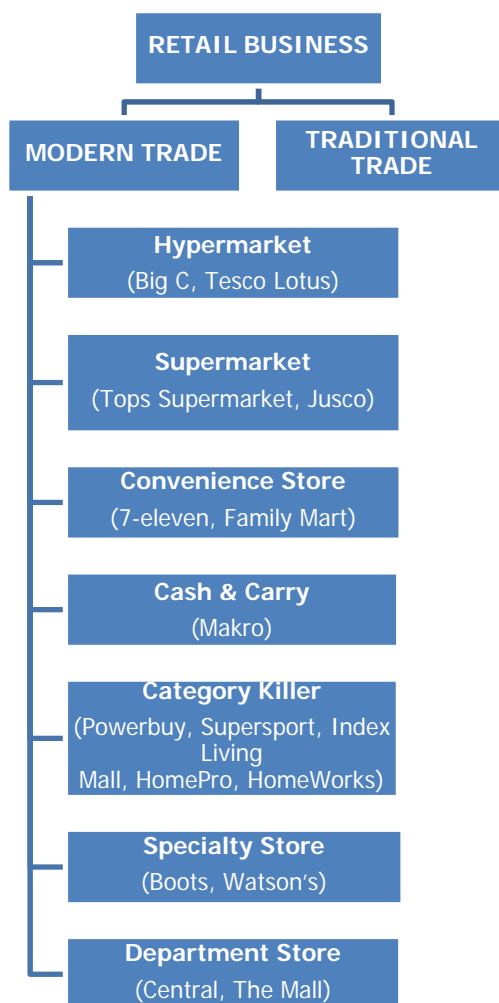 RETAIL BUSINESS
MODERN TRADE
TRADITIONAL
TRADE
Hypermarket
(Big C, Tesco Lotus)
Supermarket
(Tops Supermarket, Jusco)
Convenience Store
(7-eleven, Family Mart)
Cash & Carry
(Makro)
Category Killer
(Powerbuy, Supersport, Index
Living
Mall, HomePro, HomeWorks)
Specialty Store
(Boots, Watson’s)
Department Store
(Central, The Mall)